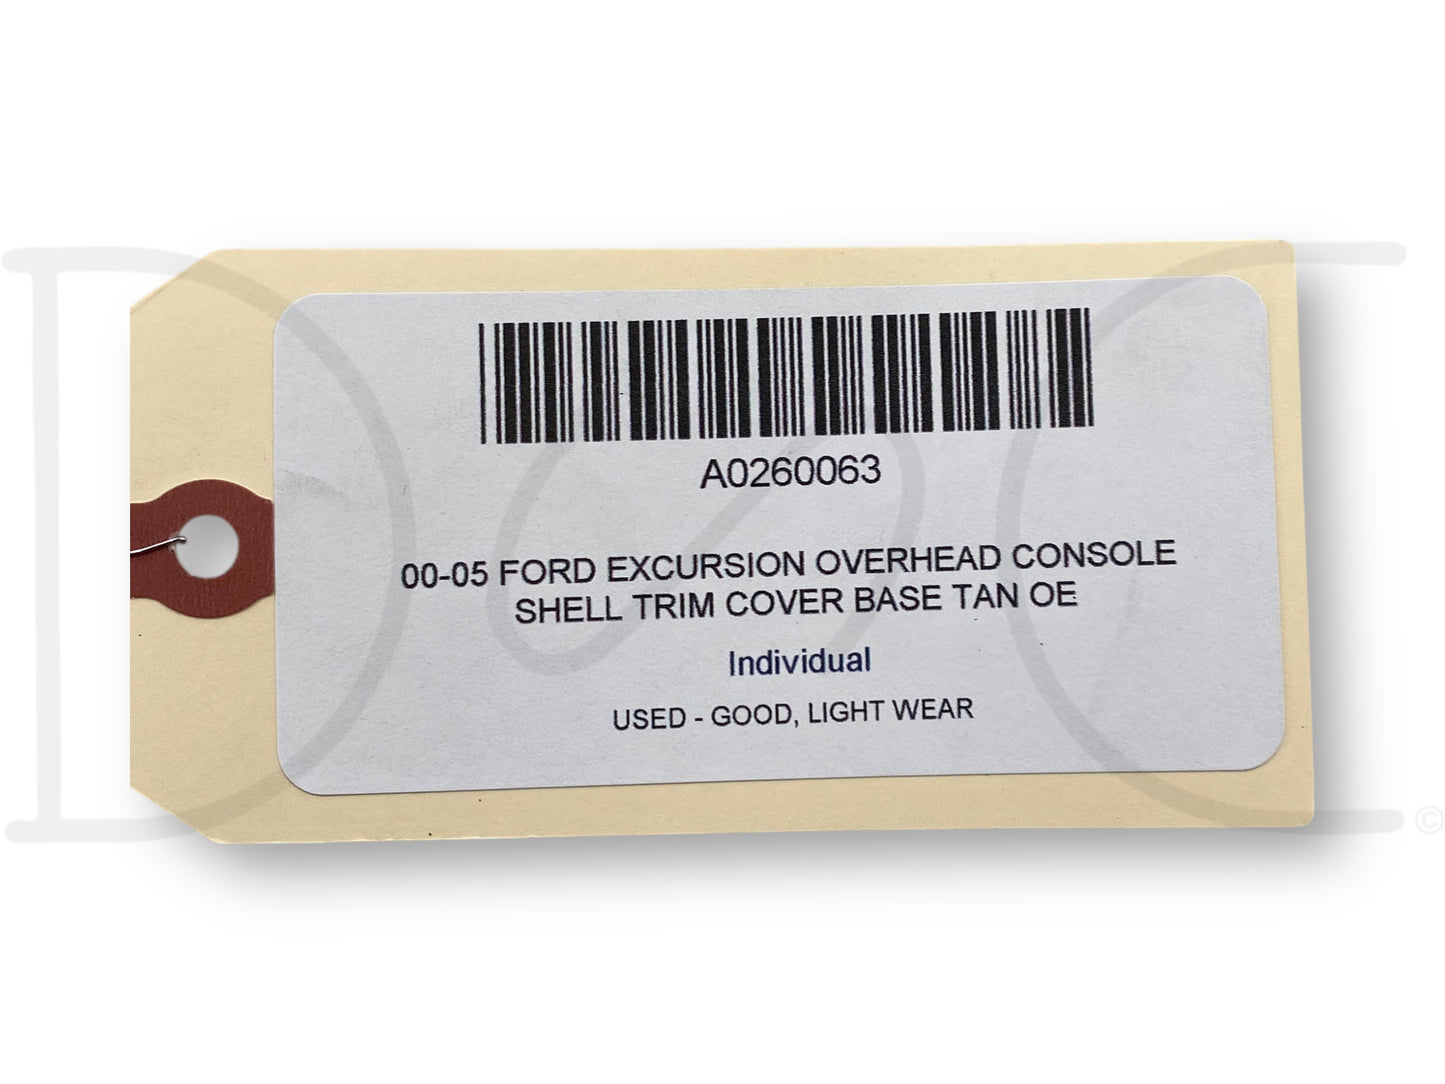 A0260063
00-05 FORD EXCURSION OVERHEAD CONSOLE
SHELL TRIM COVER BASE TAN OE
Individual
USED - GOOD, LIGHT WEAR
©